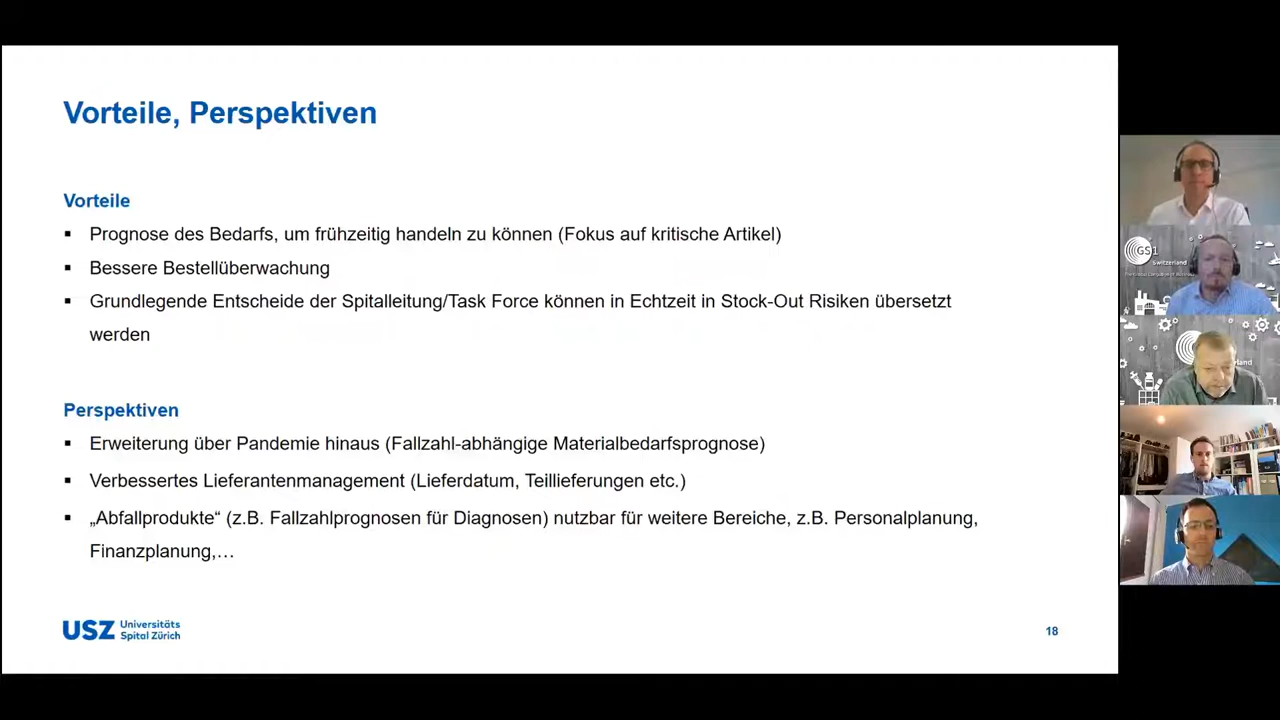 Vorteile, Perspektiven
Vorteile
▪ Prognose des Bedarfs, um frühzeitig handeln zu können (Fokus auf kritische Artikel)
▪ Bessere Bestellüberwachung
▪ Grundlegende Entscheide der Spitalleitung/Task Force können in Echtzeit in Stock-Out Risiken übersetzt
werden
Perspektiven
▪ Erweiterung über Pandemie hinaus (Fallzahl-abhängige Materialbedarfsprognose)
▪ Verbessertes Lieferantenmanagement (Lieferdatum, Teillieferungen etc.)
▪ „Abfallprodukte“ (z.B. Fallzahlprognosen für Diagnosen) nutzbar für weitere Bereiche, z.B. Personalplanung,
Finanzplanung,…
USZ Universitäts
Spital Zürich
18
GS1
Switzerland